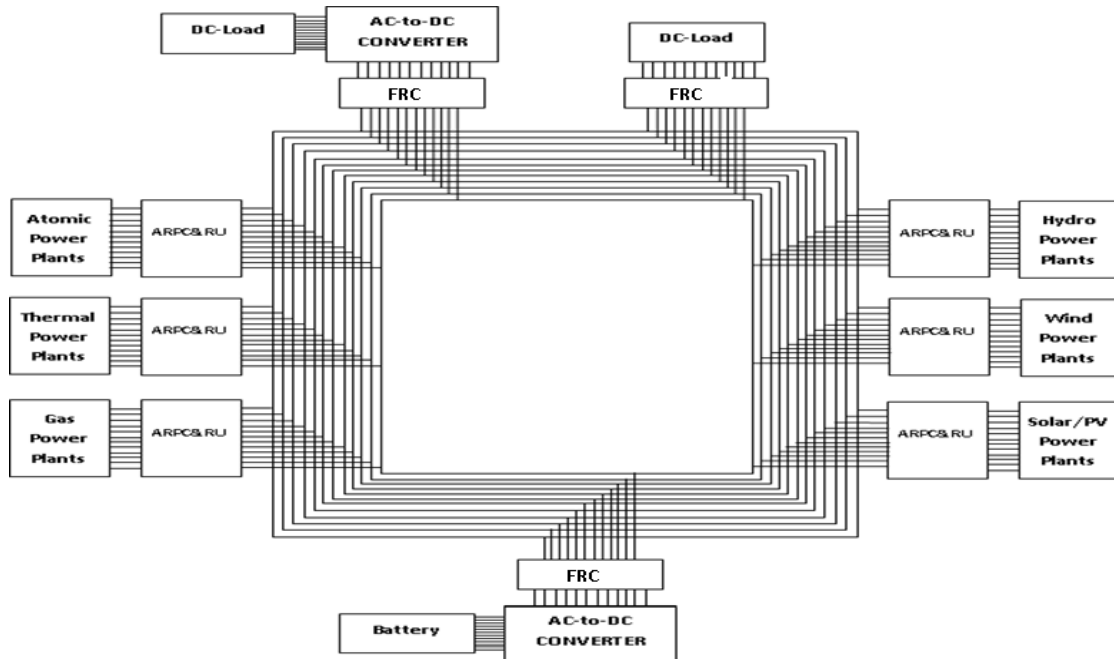 DC-Load
AC-to-DC
CONVERTER
DC-Load
FRC
FRC
Atomic
Power
Plants
ARPC&RU
ARPC&RU
Hydro
Power
Plants
Thermal
Power
Plants
ARPC&RU
ARPC&RU
Wind
Power
Plants
Gas
Power
Plants
ARPC&RU
ARPC&RU
Solar/PV
Power
Plants
FRC
Battery
AC-to-DC
CONVERTER